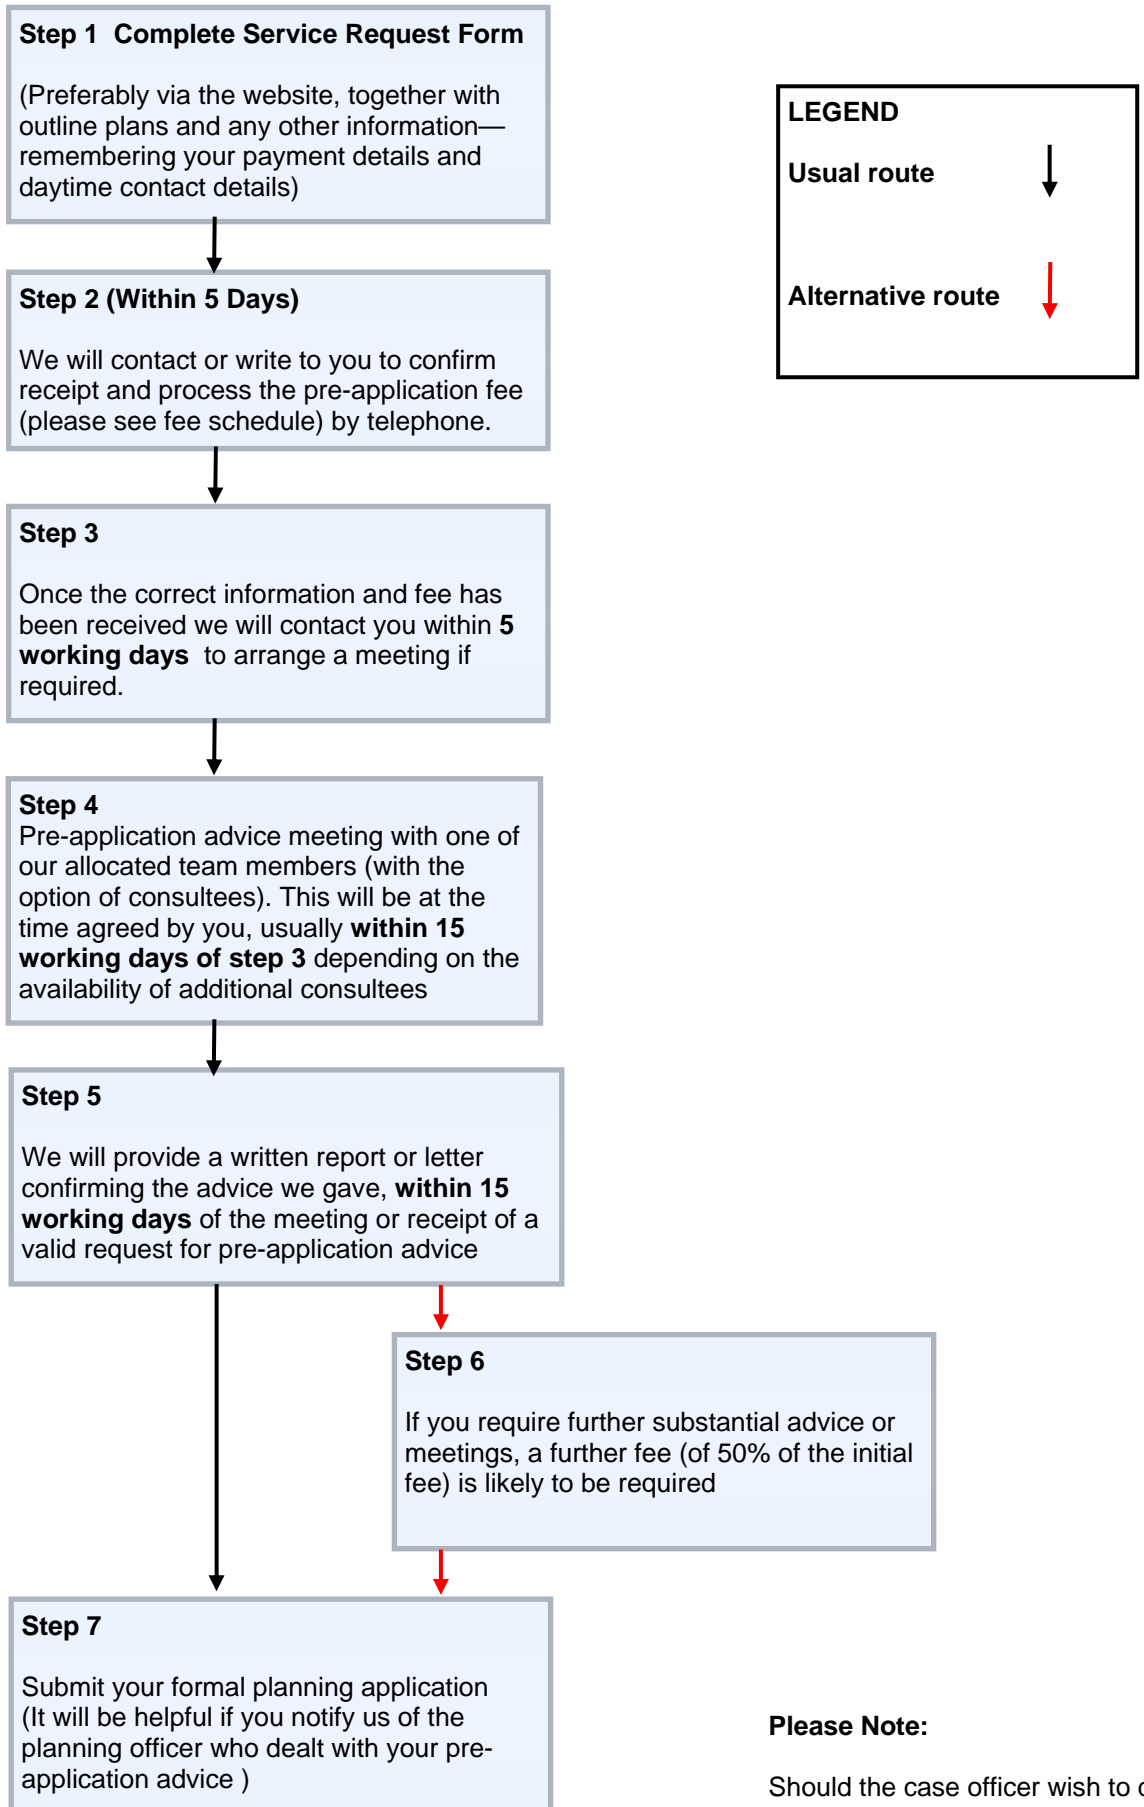 Step 1  Complete Service Request Form
(Preferably via the website, together with
outline plans and any other information—
remembering your payment details and
daytime contact details)
LEGEND
Usual route
Alternative route
Step 2 (Within 5 Days)
We will contact or write to you to confirm
receipt and process the pre-application fee
(please see fee schedule) by telephone.
Step 3
Once the correct information and fee has
been received we will contact you within 5
working days  to arrange a meeting if
required.
Step 4
Pre-application advice meeting with one of
our allocated team members (with the
option of consultees). This will be at the
time agreed by you, usually within 15
working days of step 3 depending on the
availability of additional consultees
Step 5
We will provide a written report or letter
confirming the advice we gave, within 15
working days of the meeting or receipt of a
valid request for pre-application advice
Step 6
If you require further substantial advice or
meetings, a further fee (of 50% of the initial
fee) is likely to be required
Step 7
Submit your formal planning application
(It will be helpful if you notify us of the
planning officer who dealt with your pre-
application advice )
Please Note:
Should the case officer wish to